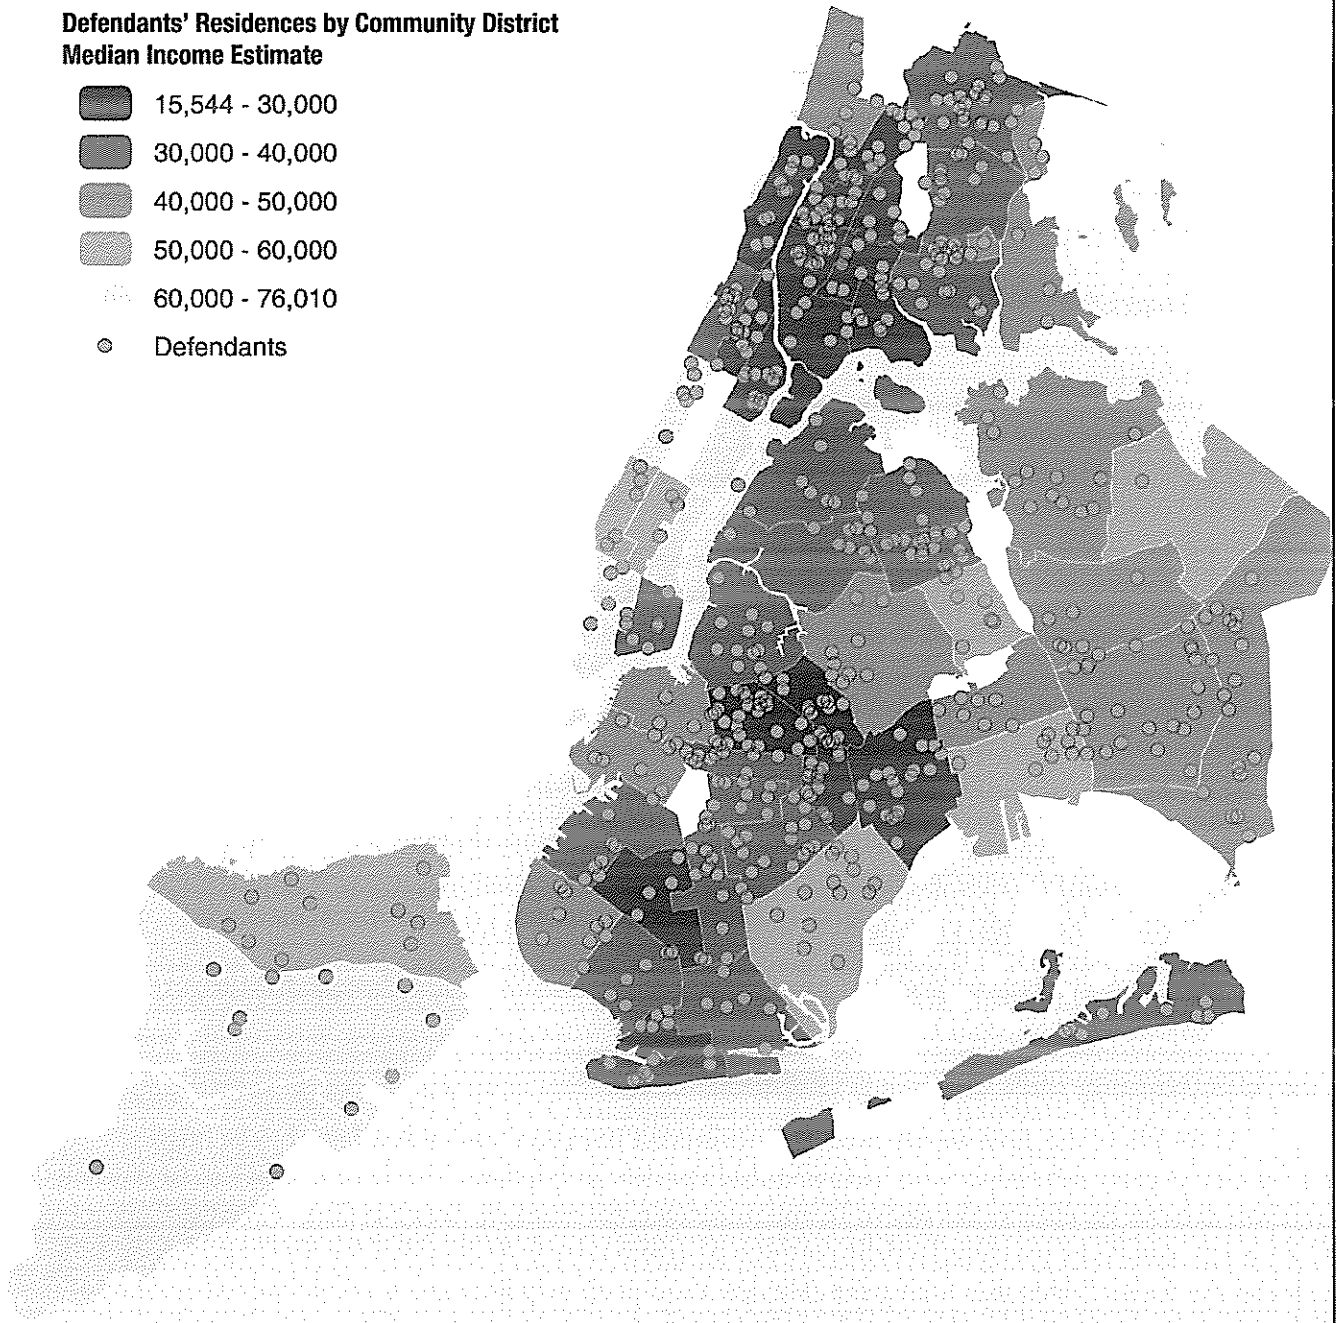 Defendants' Residences by Community District
Median Income Estimate
15,544 - 30,000
30,000 - 40,000
40,000 - 50,000
50,000 - 60,000
60,000 - 76,010
Defendants